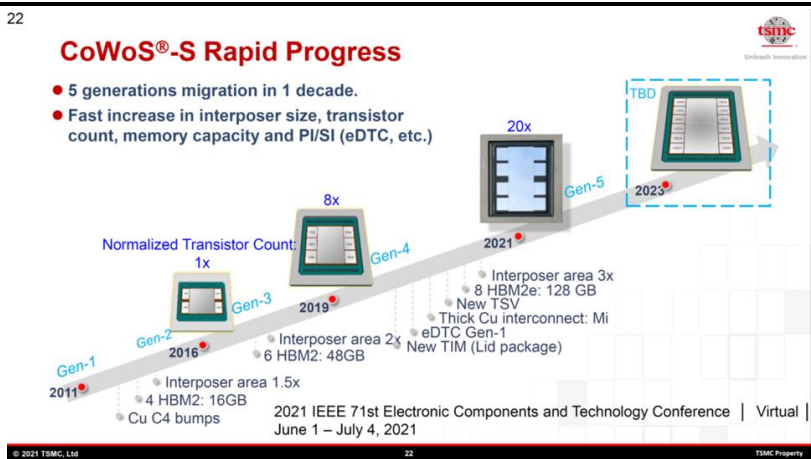 22
CoWoS®-S Rapid Progress
tsmc
Unleash Innovation
● 5 generations migration in 1 decade.
● Fast increase in interposer size, transistor
count, memory capacity and PI/SI (eDTC, etc.)
TBD
20x
8x
Normalized Transistor Count:
1x
Gen-1
Gen-2
Gen-3
Gen-4
Gen-5
2011
2016
2019
2021
2023
Interposer area 3x
8 HBM2e: 128 GB
New TSV
Thick Cu interconnect: Mi
eDTC Gen-1
New TIM (Lid package)
Interposer area 2x
6 HBM2: 48GB
Interposer area 1.5x
4 HBM2: 16GB
Cu C4 bumps
2021 IEEE 71st Electronic Components and Technology Conference | Virtual |
June 1 – July 4, 2021
© 2021 TSMC, Ltd
22
TSMC Property